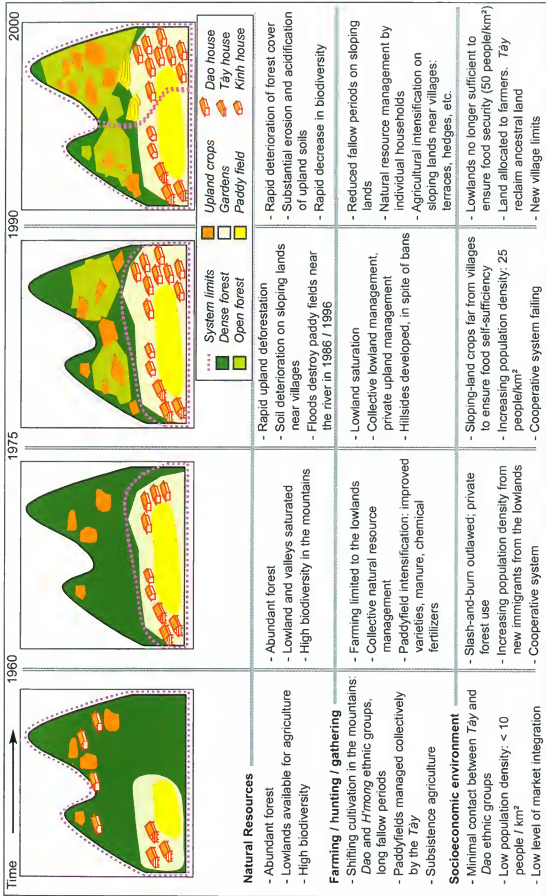 Time
1960
1975
1990
2000
System limits
Dense forest
Open forest
Upland crops
Gardens
Paddy field
Dao house
Tày house
Kinh house
Natural Resources
- Abundant forest
- Lowlands available for agriculture
- High biodiversity
- Abundant forest
- Lowland and valleys saturated
- High biodiversity in the mountains
- Rapid upland deforestation
- Soil deterioration on sloping lands
near villages
- Floods destroy paddy fields near
the river in 1986 / 1996
- Rapid deterioration of forest cover
- Substantial erosion and acidification
of upland soils
- Rapid decrease in biodiversity
Farming / hunting / gathering
- Shifting cultivation in the mountains:
Dao and H'mong ethnic groups,
long fallow periods
- Paddyfields managed collectively
by the Tày
- Subsistence agriculture
- Farming limited to the lowlands
- Collective natural resource
management
- Paddyfield intensification: improved
varieties, manure, chemical
fertilizers
- Lowland saturation
- Collective lowland management,
private upland management
- Hillsides developed, in spite of bans
- Reduced fallow periods on sloping
lands
- Natural resource management by
individual households
- Agricultural intensification on
sloping lands near villages:
terraces, hedges, etc.
Socioeconomic environment
- Minimal contact between Tày and
Dao ethnic groups
- Low population density: < 10
people / km²
- Low level of market integration
- Slash-and-burn outlawed; private
forest use
- Increasing population density from
new immigrants from the lowlands
- Cooperative system
- Sloping-land crops far from villages
to ensure food self-sufficiency
- Increasing population density: 25
people/km²
- Cooperative system failing
- Lowlands no longer sufficient to
ensure food security (50 people/km²)
- Land allocated to farmers. Tày
reclaim ancestral land
- New village limits